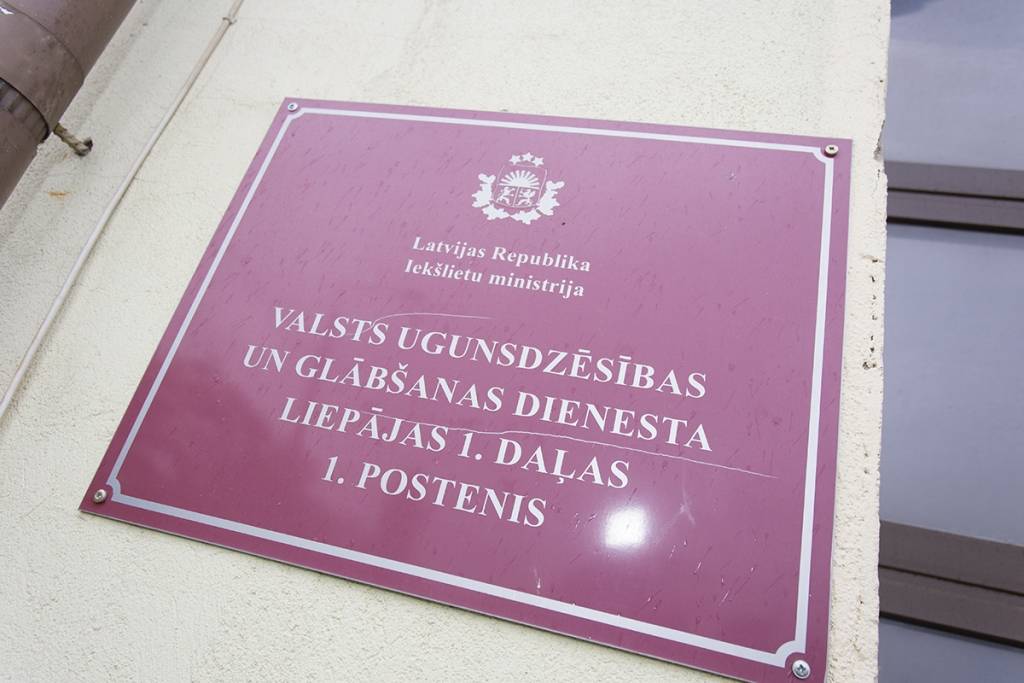 Latvijas Republika
Iekšlietu ministrija
VALSTS UGUNSDZĒSĪBAS
UN GLĀBŠANAS DIENESTA
LIEPĀJAS 1. DAĻAS
1. POSTENIS